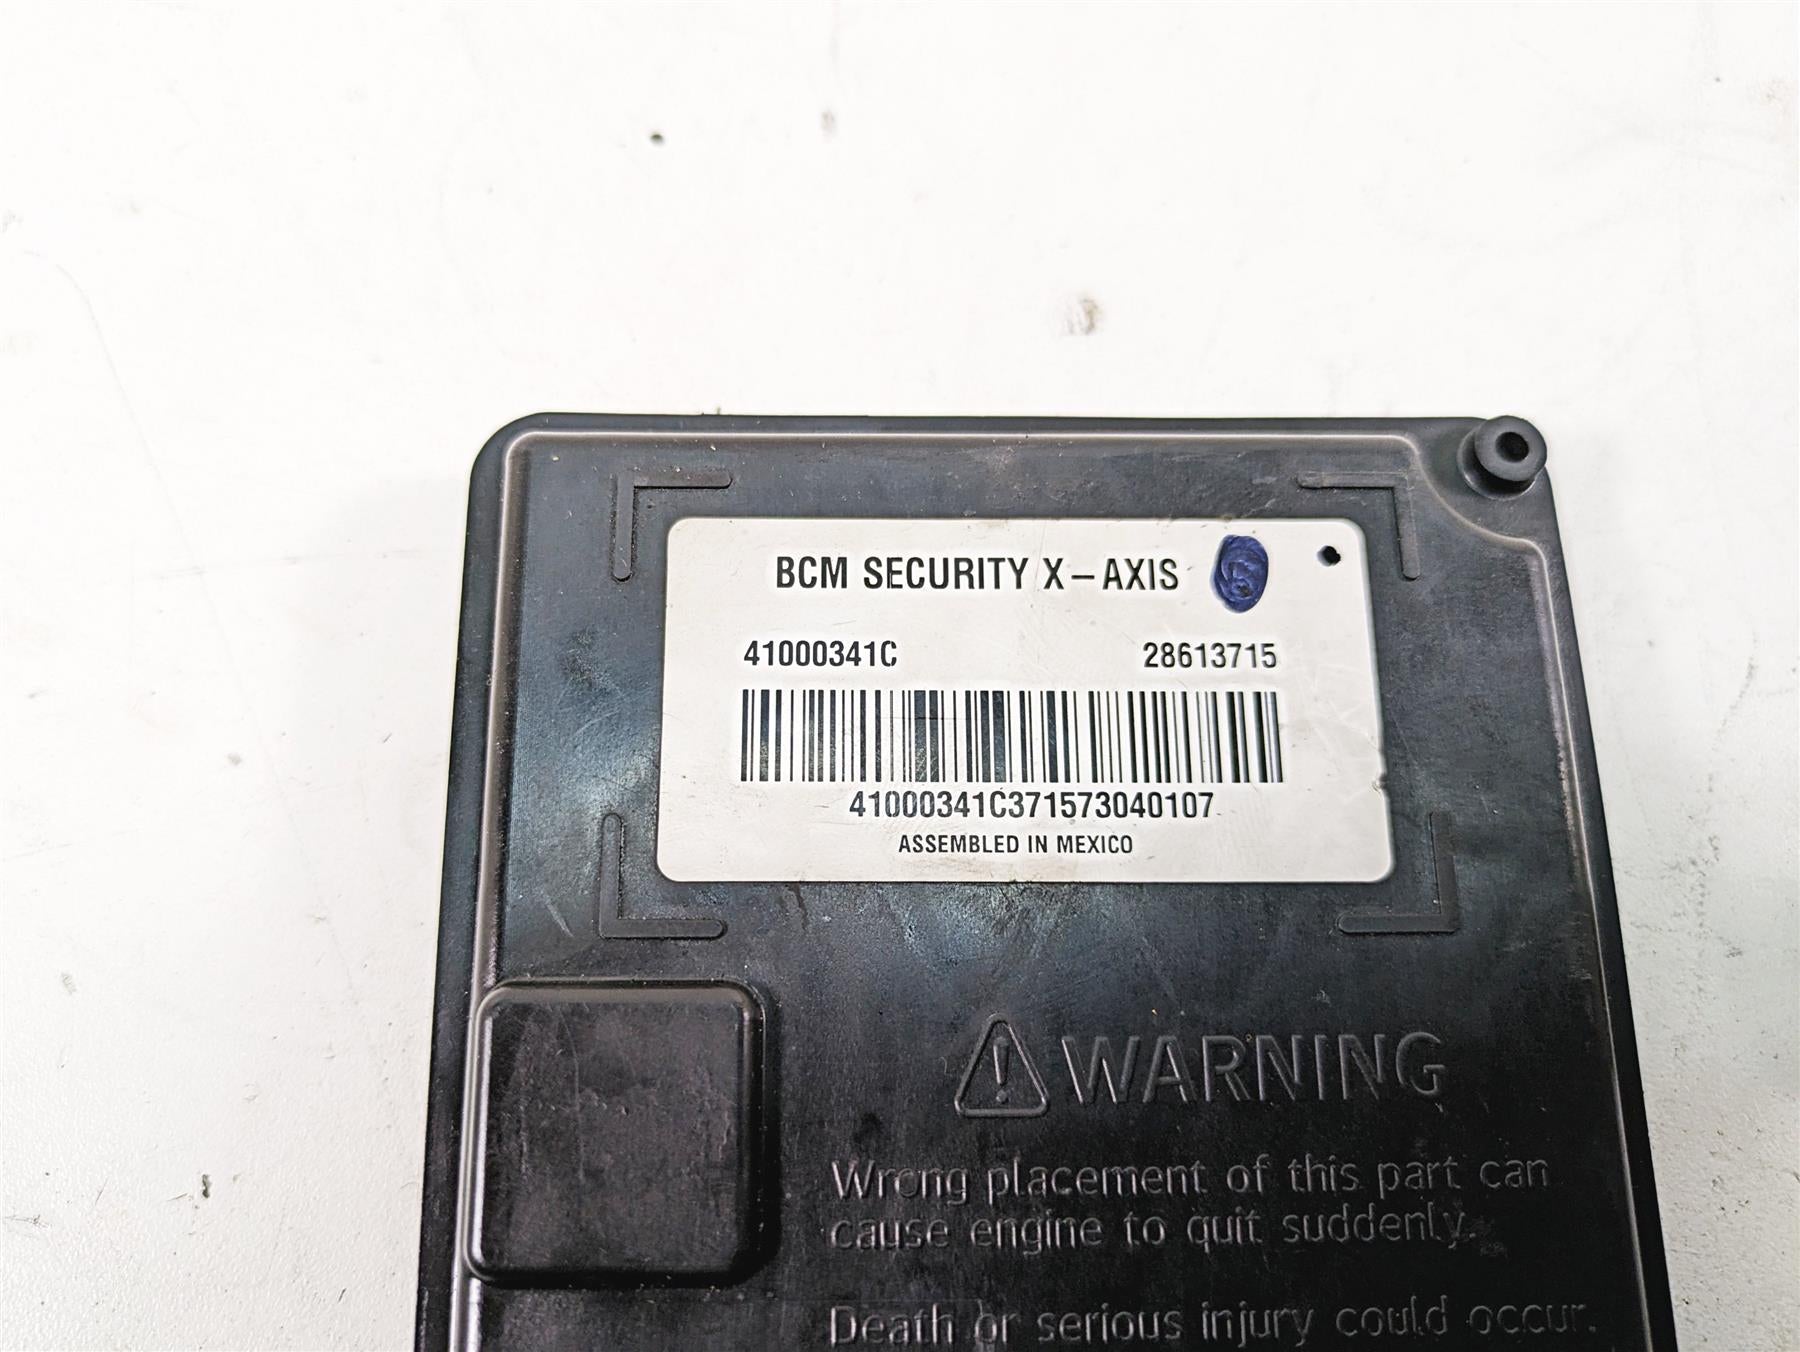 BCM SECURITY X-AXIS
41000341C 28613715
41000341C371573040107
ASSEMBLED IN MEXICO
WARNING
Wrong placement of this part can
cause engine to quit suddenly.
Death or serious injury could occur.